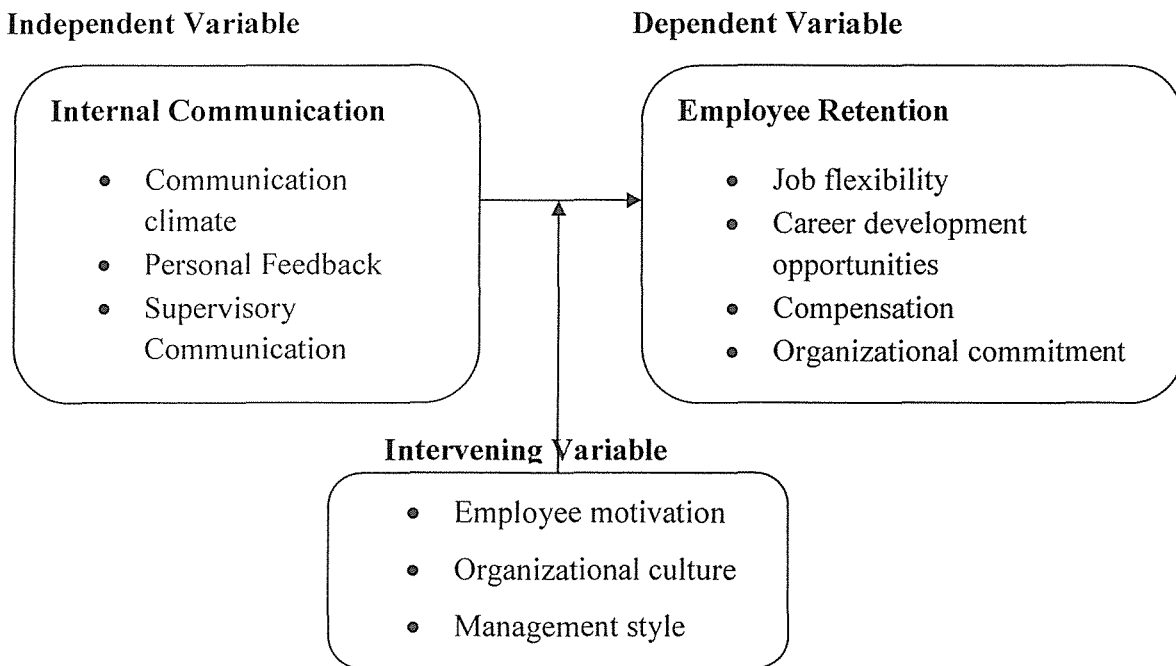 Independent Variable
Dependent Variable
Internal Communication
• Communication
climate
• Personal Feedback
• Supervisory
Communication
Employee Retention
• Job flexibility
• Career development
opportunities
• Compensation
• Organizational commitment
Intervening Variable
• Employee motivation
• Organizational culture
• Management style